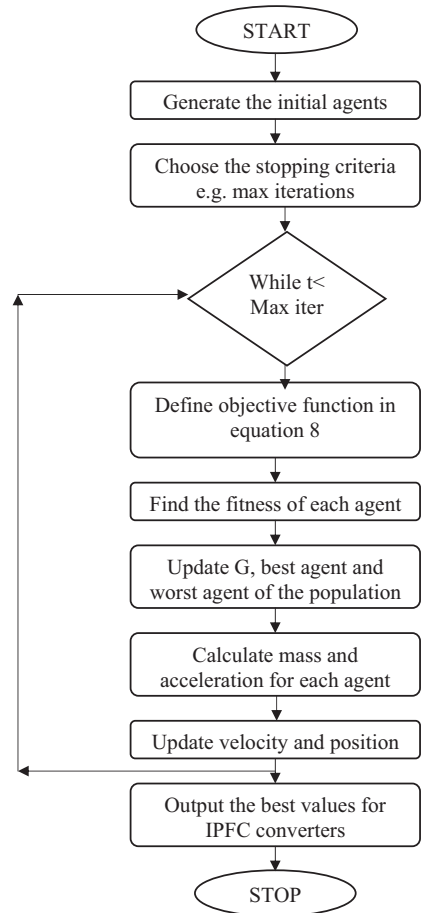 START
Generate the initial agents
Choose the stopping criteria
e.g. max iterations
While t<
Max iter
Define objective function in
equation 8
Find the fitness of each agent
Update G, best agent and
worst agent of the population
Calculate mass and
acceleration for each agent
Update velocity and position
Output the best values for
IPFC converters
STOP